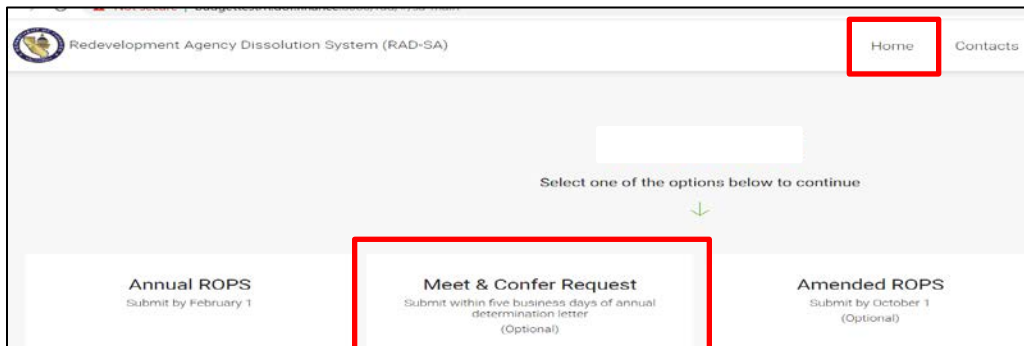 Redevelopment Agency Dissolution System (RAD-SA)
Home
Contacts
Select one of the options below to continue
Annual ROPS
Submit by February 1
Meet & Confer Request
Submit within five business days of annual
determination letter
(Optional)
Amended ROPS
Submit by October 1
(Optional)